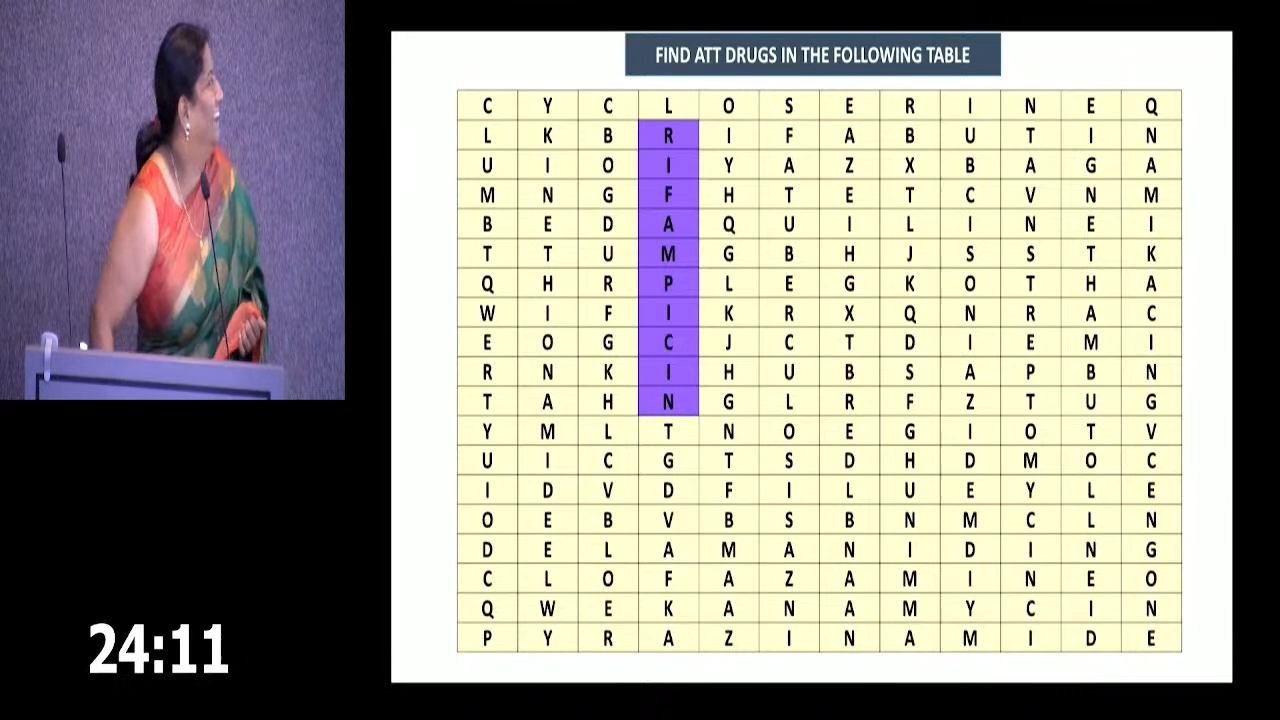 FIND ATT DRUGS IN THE FOLLOWING TABLE
C Y C L O S E R I N E Q
L K B R I F A B U T I N
U I O I Y A Z X B A G A
M N G F H T E T C V N M
B E D A Q U I L I N E I
T T U M G B H J S S T K
Q H R P L E G K O T H A
W I F I K R X Q N R A C
E O G C J C T D I E M I
R N K I H U B S A P B N
T A H N G L R F Z T U G
Y M L T N O E G I O T V
U I C G T S D H D M O C
I D V D F I L U E Y L E
O E B V B S B N M C L N
D E L A M A N I D I N G
C L O F A Z A M I N E O
Q W E K A N A M Y C I N
P Y R A Z I N A M I D E
24:11